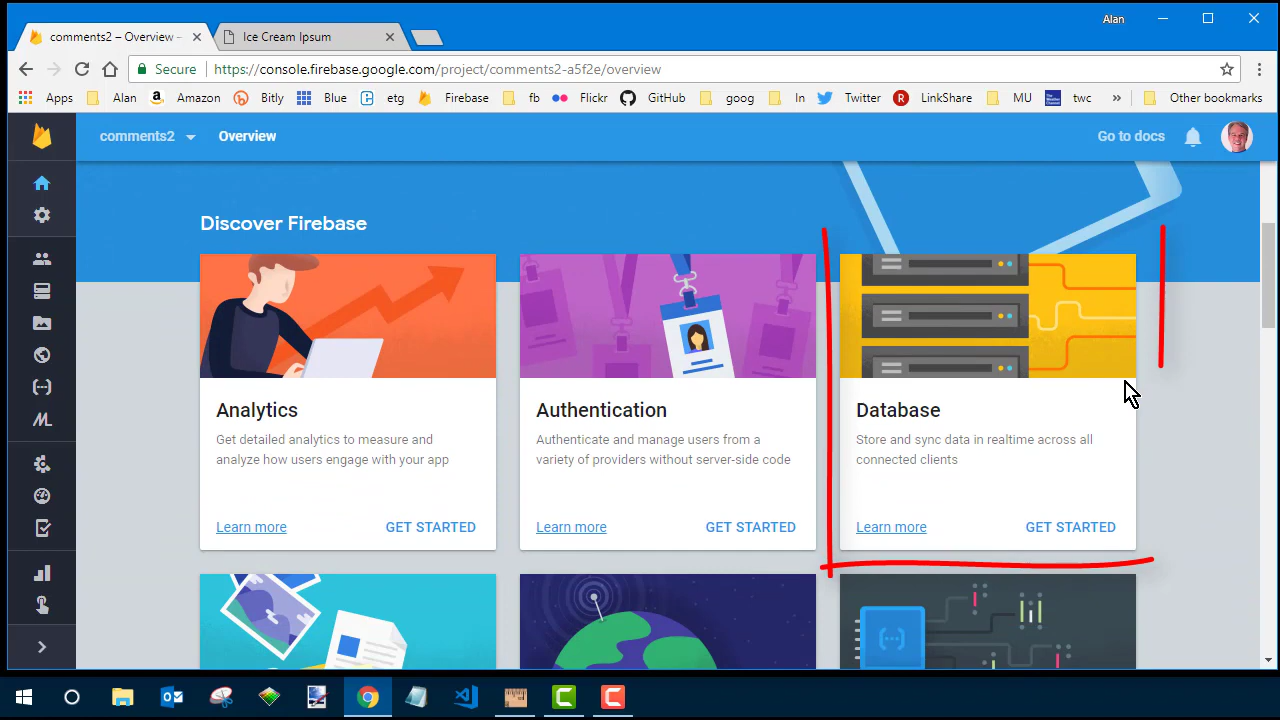 Alan
comments2 – Overview –
Ice Cream Ipsum
Secure
https://console.firebase.google.com/project/comments2-a5f2e/overview
Apps
Alan
Amazon
Bitly
Blue
etg
Firebase
fb
Flickr
GitHub
goog
In
Twitter
LinkShare
MU
twc
»
Other bookmarks
comments2
Overview
Go to docs
Discover Firebase
Analytics
Get detailed analytics to measure and
analyze how users engage with your app
Learn more
GET STARTED
Authentication
Authenticate and manage users from a
variety of providers without server-side code
Learn more
GET STARTED
Database
Store and sync data in realtime across all
connected clients
Learn more
GET STARTED